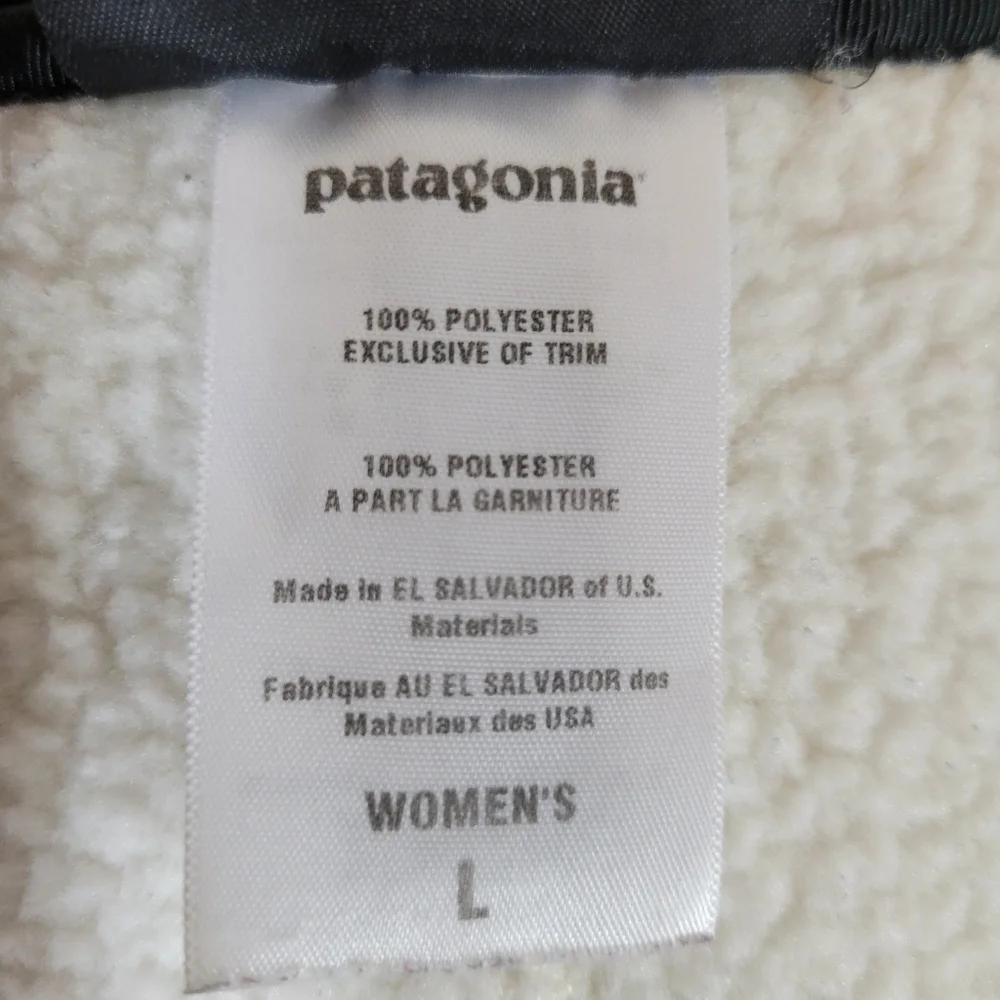 patagonia
100% POLYESTER
EXCLUSIVE OF TRIM
100% POLYESTER
A PART LA GARNITURE
Made in EL SALVADOR of U.S.
Materials
Fabrique AU EL SALVADOR des
Materiaux des USA
WOMEN'S
L